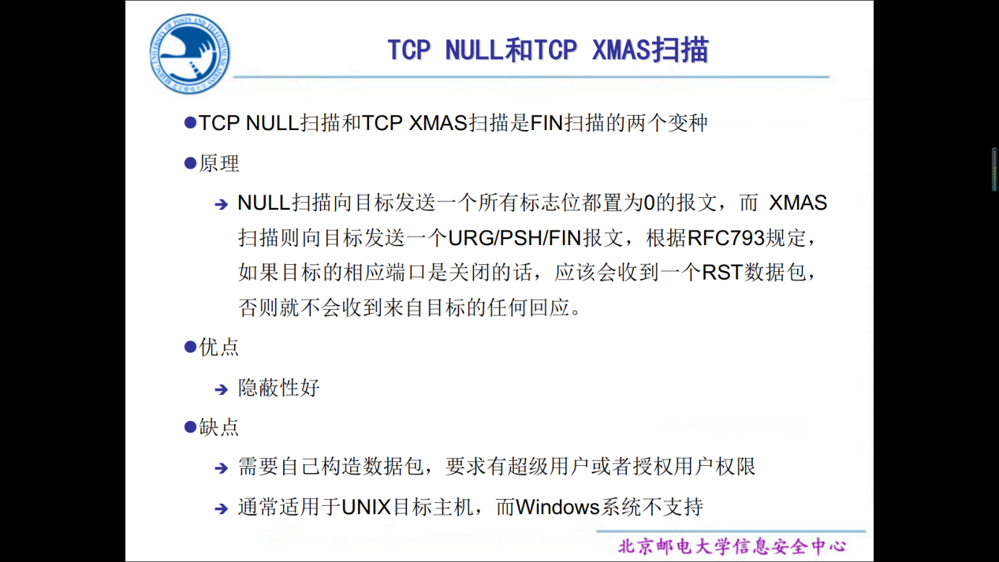 TCP NULL和TCP XMAS扫描
●TCP NULL扫描和TCP XMAS扫描是FIN扫描的两个变种
●原理
➔ NULL扫描向目标发送一个所有标志位都置为0的报文，而 XMAS
扫描则向目标发送一个URG/PSH/FIN报文，根据RFC793规定，
如果目标的相应端口是关闭的话，应该会收到一个RST数据包，
否则就不会收到来自目标的任何回应。
●优点
➔ 隐蔽性好
●缺点
➔ 需要自己构造数据包，要求有超级用户或者授权用户权限
➔ 通常适用于UNIX目标主机，而Windows系统不支持
北京邮电大学信息安全中心